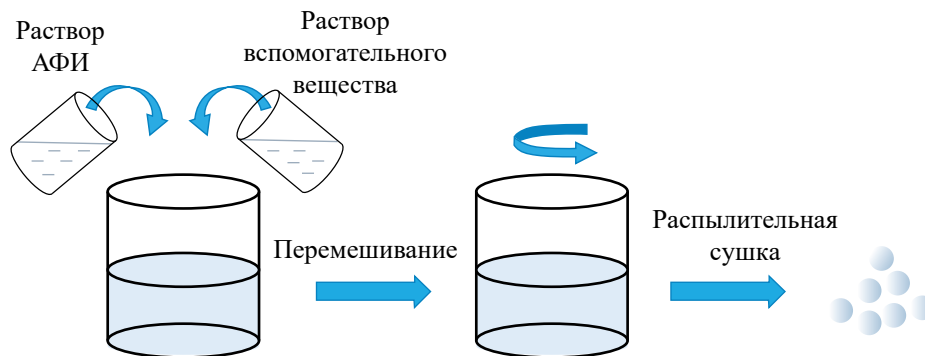 Раствор
АФИ
Раствор
вспомогательного
вещества
Перемешивание
Распылительная
сушка